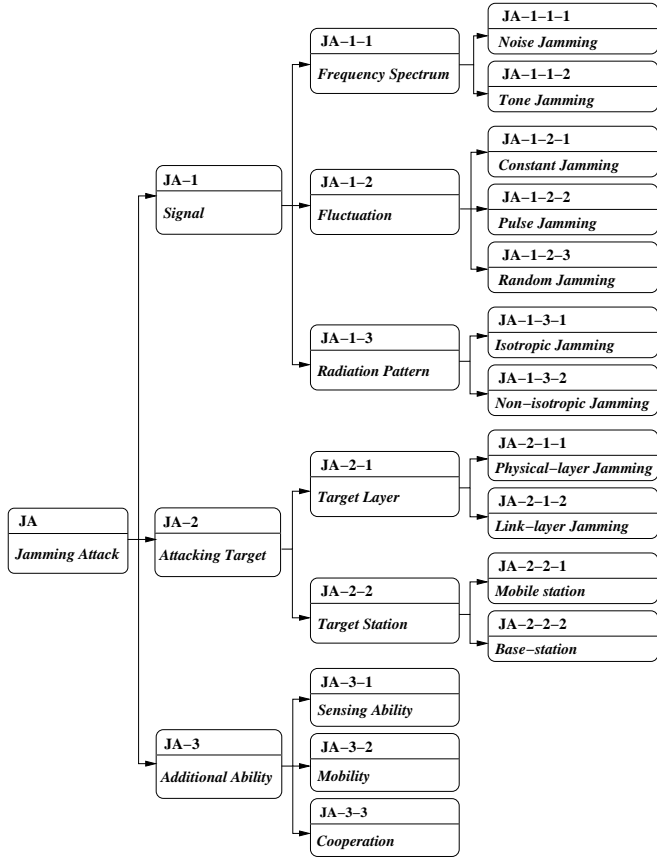 JA
Jamming Attack
JA−1
Signal
JA−1−1
Frequency Spectrum
JA−1−1−1
Noise Jamming
JA−1−1−2
Tone Jamming
JA−1−2
Fluctuation
JA−1−2−1
Constant Jamming
JA−1−2−2
Pulse Jamming
JA−1−2−3
Random Jamming
JA−1−3
Radiation Pattern
JA−1−3−1
Isotropic Jamming
JA−1−3−2
Non−isotropic Jamming
JA−2
Attacking Target
JA−2−1
Target Layer
JA−2−1−1
Physical−layer Jamming
JA−2−1−2
Link−layer Jamming
JA−2−2
Target Station
JA−2−2−1
Mobile station
JA−2−2−2
Base−station
JA−3
Additional Ability
JA−3−1
Sensing Ability
JA−3−2
Mobility
JA−3−3
Cooperation